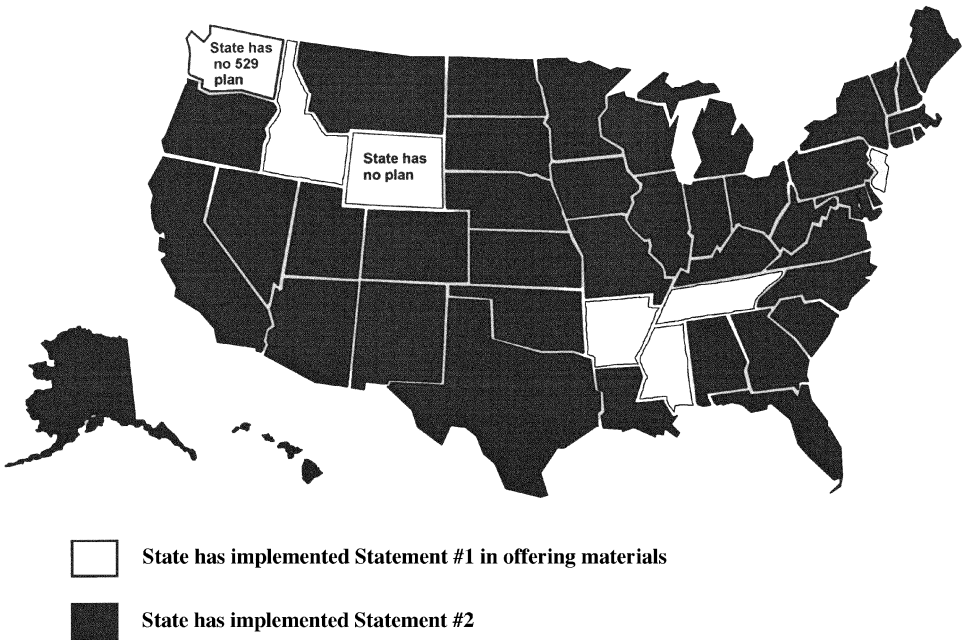 State has
no 529
plan
State has
no plan
State has implemented Statement #1 in offering materials
State has implemented Statement #2